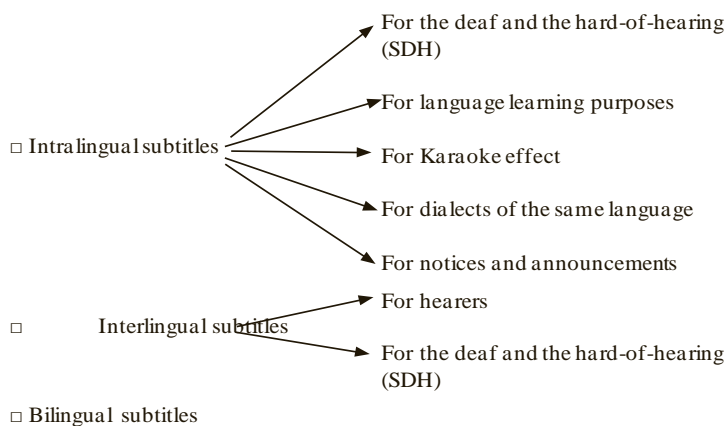 For the deaf and the hard-of-hearing
(SDH)
For language learning purposes
□ Intralingual subtitles
For Karaoke effect
For dialects of the same language
For notices and announcements
For hearers
□ Interlingual subtitles
For the deaf and the hard-of-hearing
(SDH)
□ Bilingual subtitles